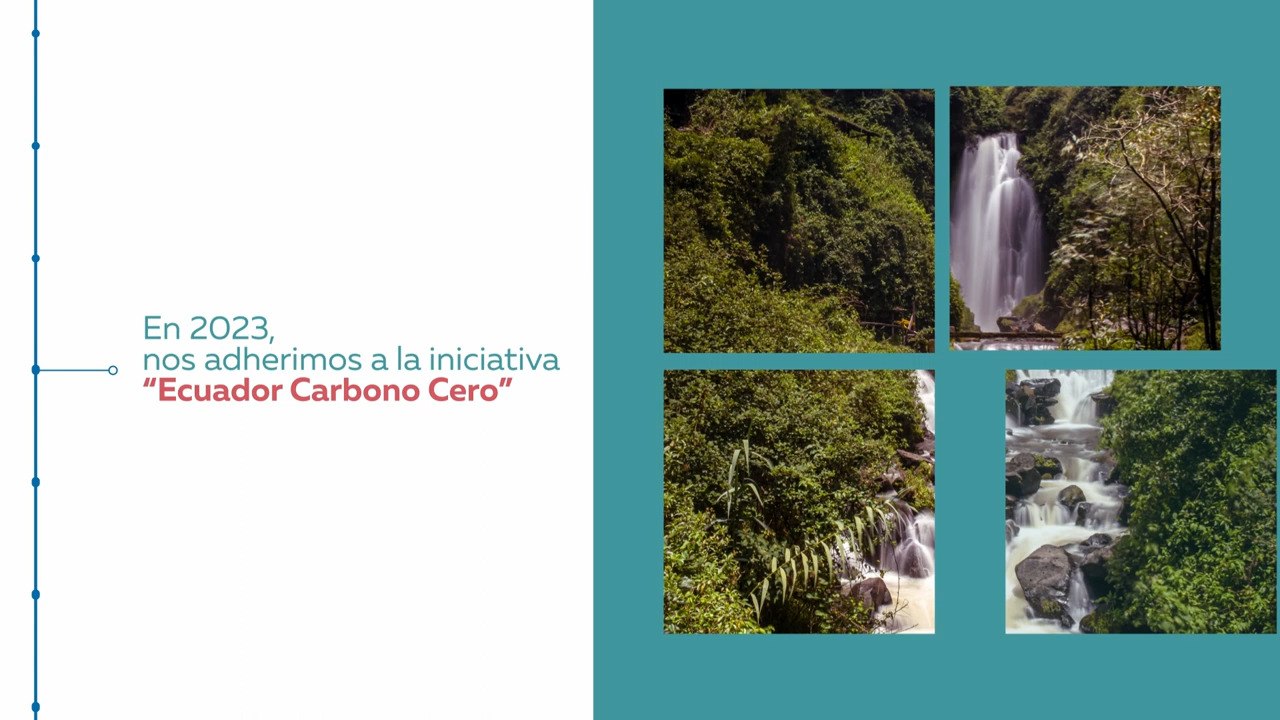 En 2023,
nos adherimos a la iniciativa
“Ecuador Carbono Cero”